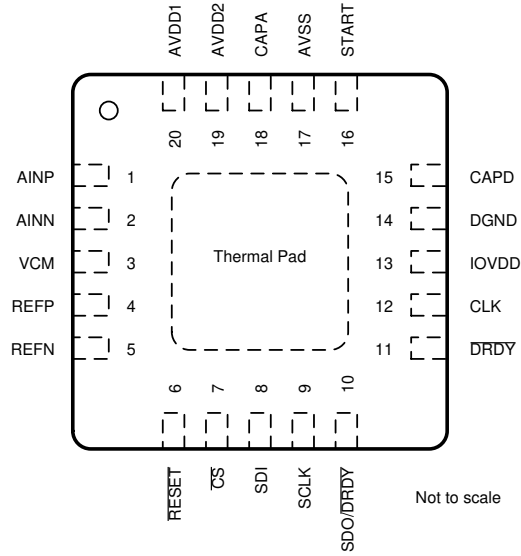 AVDD1 AVDD2 CAPA AVSS START
20 19 18 17 16
AINP 1 15 CAPD
AINN 2 14 DGND
VCM 3 Thermal Pad 13 IOVDD
REFP 4 12 CLK
REFN 5 11 DRDY
6 7 8 9 10
RESET CS SDI SCLK SDO/DRDY
Not to scale